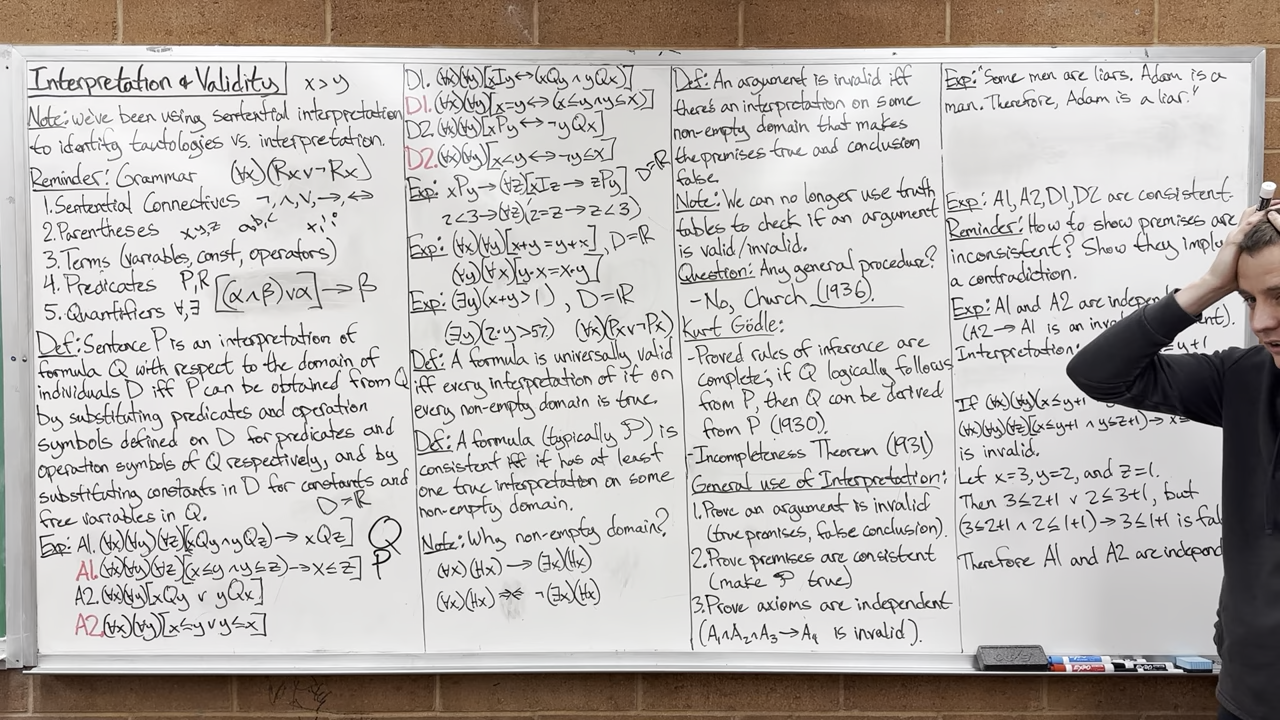 Interpretation & Validity
x>y
Note: we've been using sentential interpretation
to identify tautologies vs. interpretation.
Reminder: Grammar (∀x)(Rx∨¬Rx)
1. Sentential Connectives ¬,∧,∨,→,↔
2. Parentheses x,y,z a,b,c
3. Terms (variables, const, operators)
4. Predicates P,R [(α∧β)∨α]→β
5. Quantifiers ∀,∃
Def: Sentence P is an interpretation of
formula Q with respect to the domain of
individuals D iff P can be obtained from Q
by substituting predicates and operation
symbols defined on D for predicates and
operation symbols of Q respectively, and by
substituting constants in D for constants and
free variables in Q. D=ℝ
Exp: A1. (∀x)(∀y)(∀z)[xQy∧yQz)→xQz] Q
A1. (∀x)(∀y)(∀z)[(x≤y∧y≤z)→x≤z] P
A2. (∀x)(∀y)[xQy ∨ yQx]
A2. (∀x)(∀y)[x≤y∨y≤x]
D1. (∀x)(∀y)[xIy↔(xQy∧yQx)]
D1. (∀x)(∀y)[x=y↔(x≤y∧y≤x)]
D2. (∀x)(∀y)[xPy↔¬yQx]
D2. (∀x)(∀y)[x<y↔¬y≤x]
D=ℝ
Exp: xPy→(∀z)[xIz→zPy]
2<3→(∀z)(2=z→z<3)
Exp: (∀x)(∀y)[x+y=y+x], D=ℝ
(∀y)(∀x)[y·x=x·y]
Exp: (∃y)(x+y>1), D=ℝ
(∃y)(2·y>57) (∀x)(Px∨¬Px)
Def: A formula is universally valid
iff every interpretation of it on
every non-empty domain is true.
Def: A formula (typically P) is
consistent iff it has at least
one true interpretation on some
non-empty domain.
Note: Why non-empty domain?
(∀x)(Hx)→(∃x)(Hx)
(∀x)(Hx) ¬(∃x)(Hx)
Def: An argument is invalid iff
there's an interpretation on some
non-empty domain that makes
the premises true and conclusion
false.
Note: We can no longer use truth
tables to check if an argument
is valid/invalid.
Question: Any general procedure?
-No, Church (1936).
Kurt Gödle:
-Proved rules of inference are
complete; if Q logically follows
from P, then Q can be derived
from P (1930).
-Incompleteness Theorem (1931)
General use of Interpretation:
1. Prove an argument is invalid
(true premises, false conclusion).
2. Prove premises are consistent
(make P true)
3. Prove axioms are independent
(A1∧A2∧A3→A4 is invalid).
Exp: "Some men are liars. Adam is a
man. Therefore, Adam is a liar."
Exp: A1, A2, D1, D2 are consistent.
Reminder: How to show premises are
inconsistent? Show they imply
a contradiction.
Exp: A1 and A2 are indepen
(A2→A1 is an inva ent).
Interpretation: =y+1
If (∀x)(∀y)(x≤y+1
(∀x)(∀y)(∀z)[(x≤y+1∧y≤z+1)→x≤
is invalid.
Let x=3, y=2, and z=1.
Then 3≤2+1 ∨ 2≤3+1, but
(3≤2+1∧2≤1+1)→3≤1+1 is fal
Therefore A1 and A2 are independ